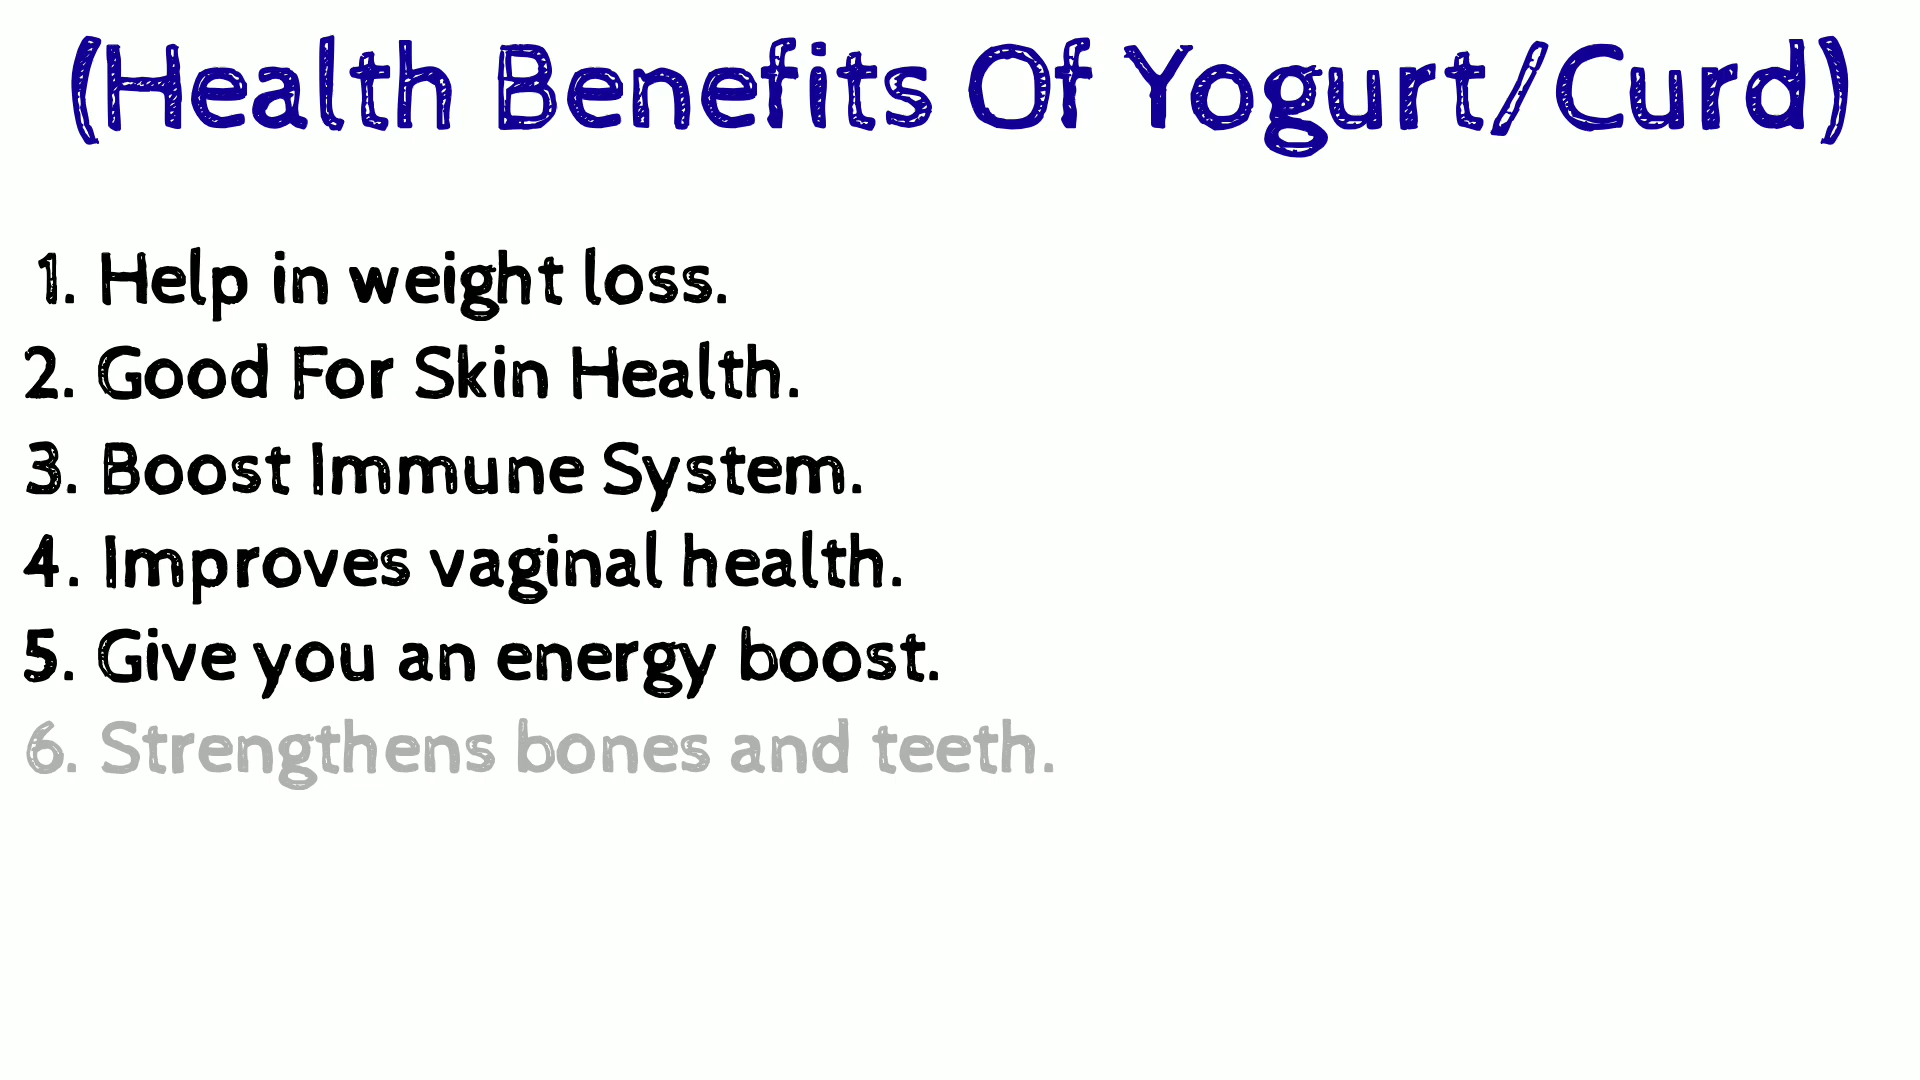 (Health Benefits Of Yogurt/Curd)
1. Help in weight loss.
2. Good For Skin Health.
3. Boost Immune System.
4. Improves vaginal health.
5. Give you an energy boost.
6. Strengthens bones and teeth.